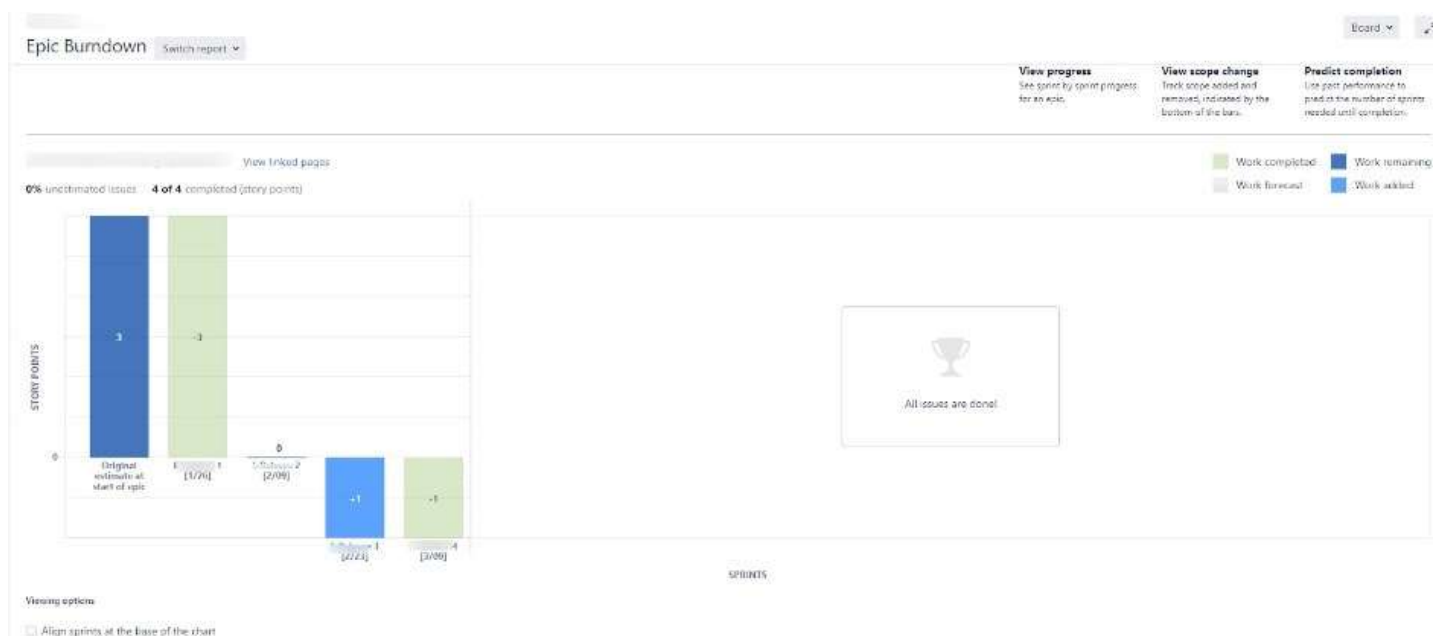 Epic Burndown Switch report
Board
View progress
See sprint by sprint progress
for an epic.
View scope change
Track scope added and
removed, indicated by the
bottom of the bars.
Predict completion
Use past performance to
predict the number of sprints
needed until completion.
View linked pages
0% unestimated issues 4 of 4 completed (story points)
Work completed Work remaining
Work forecast Work added
STORY POINTS
3
-3
0
0
Original
estimate at
start of epic
1
[1/26]
2
[2/09]
+1
-1
[2/23]
4
[3/09]
All issues are done!
SPRINTS
Viewing options
Align sprints at the base of the chart